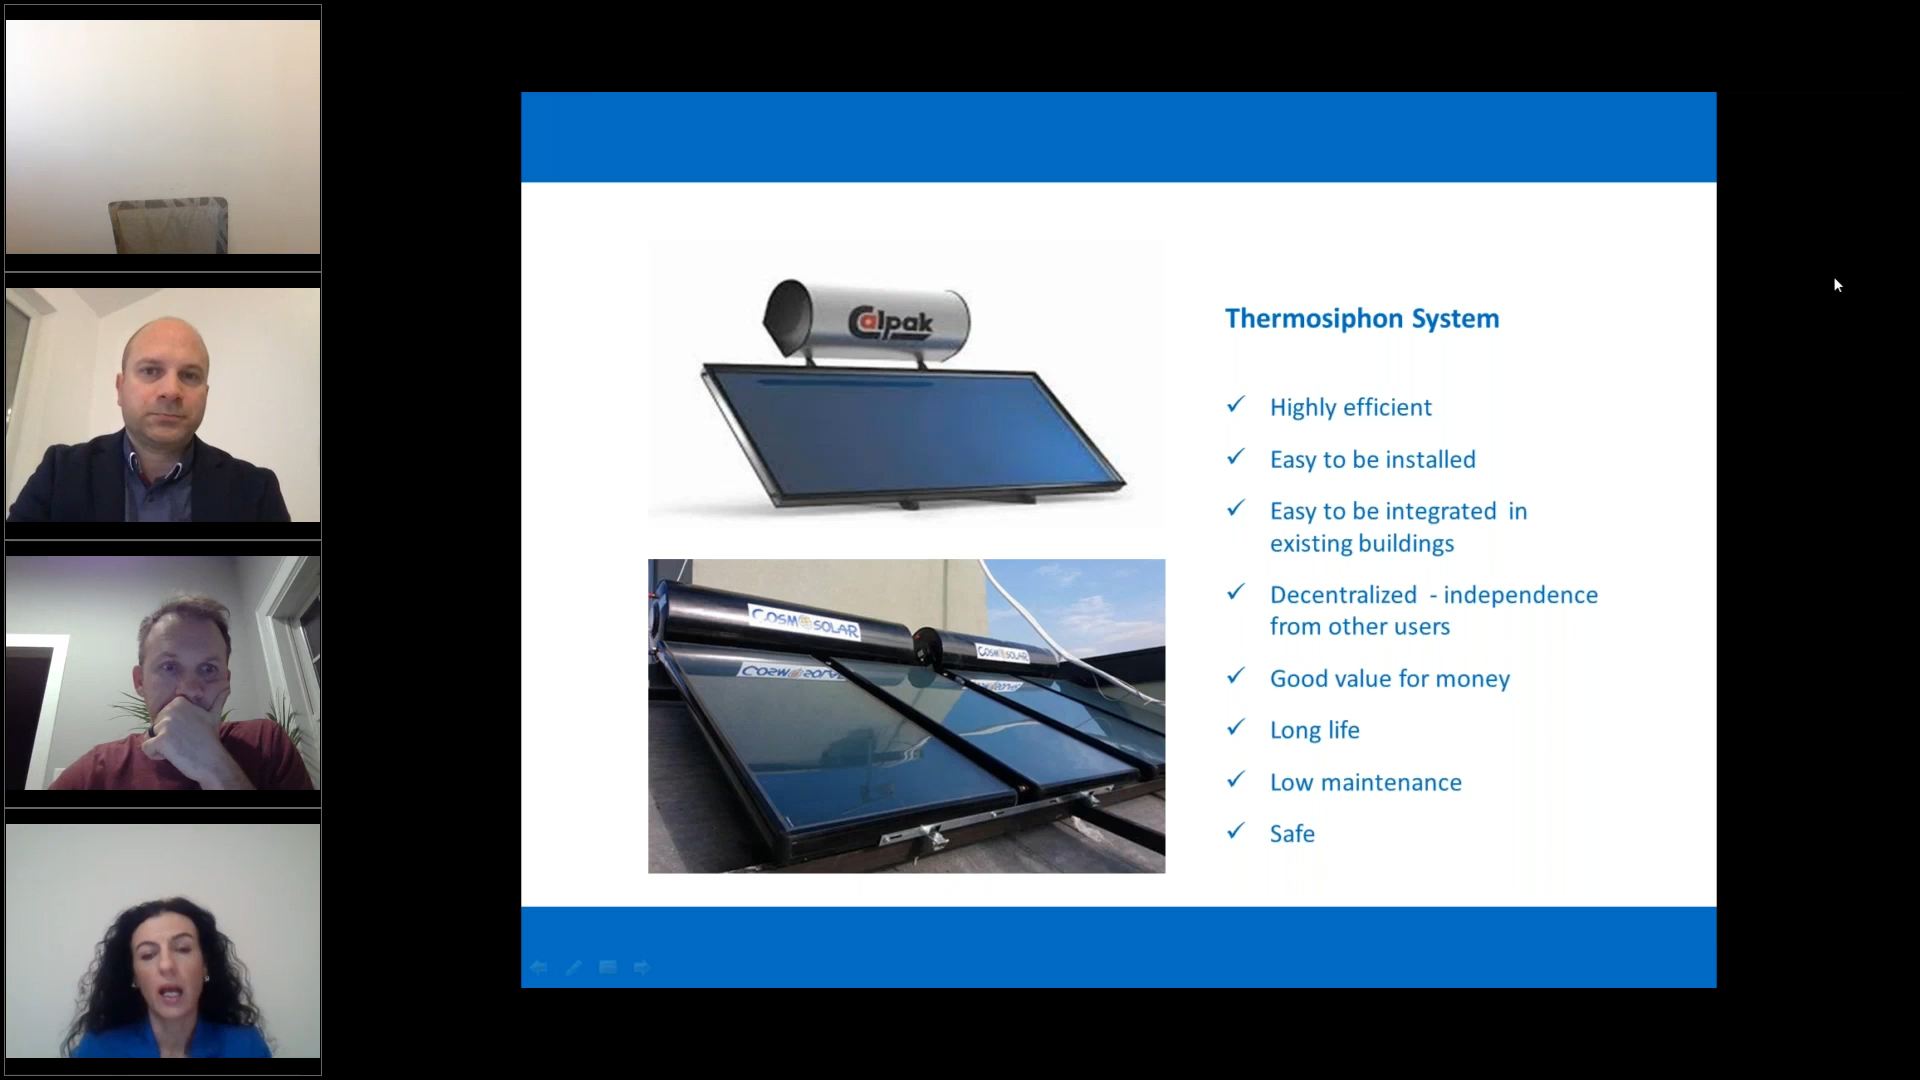 Calpak
Thermosiphon System
Highly efficient
Easy to be installed
Easy to be integrated in
existing buildings
Decentralized - independence
from other users
Good value for money
Long life
Low maintenance
Safe
COSMOSOLAR
COSMOSOLAR